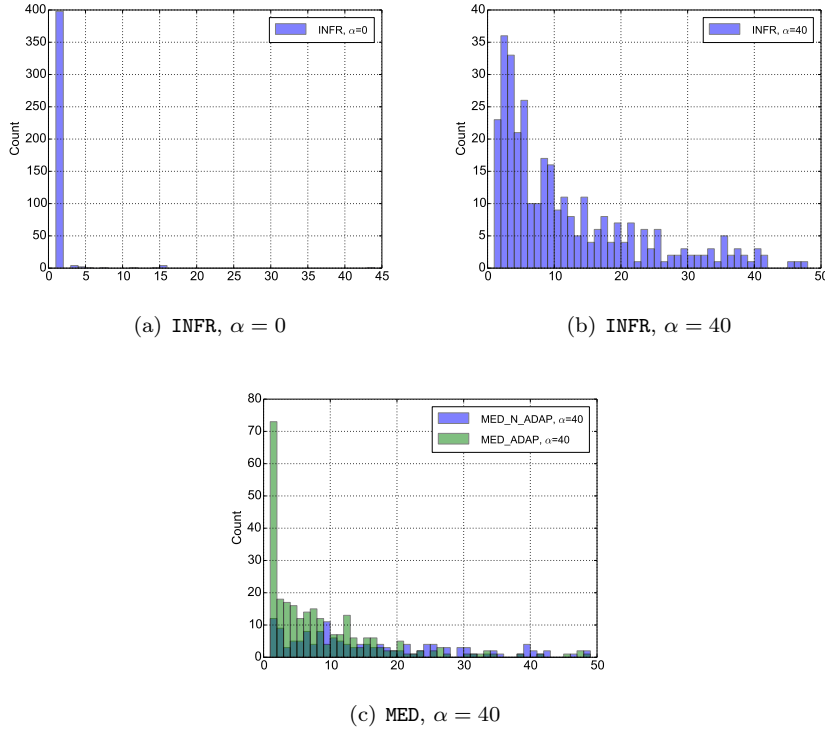 INFR, α=0
Count
400
350
300
250
200
150
100
50
0
0 5 10 15 20 25 30 35 40 45
(a) INFR, α = 0
INFR, α=40
Count
40
35
30
25
20
15
10
5
0
0 10 20 30 40 50
(b) INFR, α = 40
MED_N_ADAP, α=40
MED_ADAP, α=40
Count
80
70
60
50
40
30
20
10
0
0 10 20 30 40 50
(c) MED, α = 40